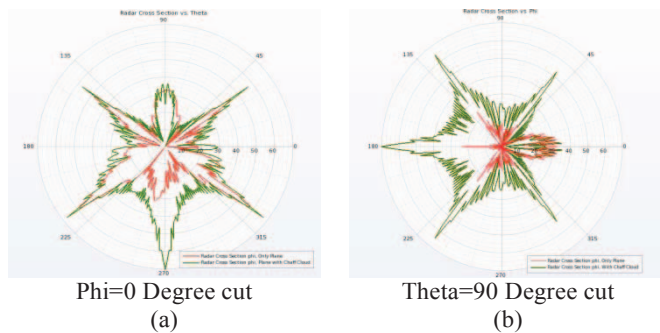 Radar Cross Section vs. Theta
90
135
45
180
10
20
30
40
50
60
0
225
315
270
Radar Cross Section phi. Only Plane
Radar Cross Section phi. Plane with Chaff Cloud
Phi=0 Degree cut
(a)
Radar Cross Section vs. Phi
90
135
45
180
40
50
60
0
225
315
270
Radar Cross Section phi. Only Plane
Radar Cross Section phi. With Chaff Cloud
Theta=90 Degree cut
(b)